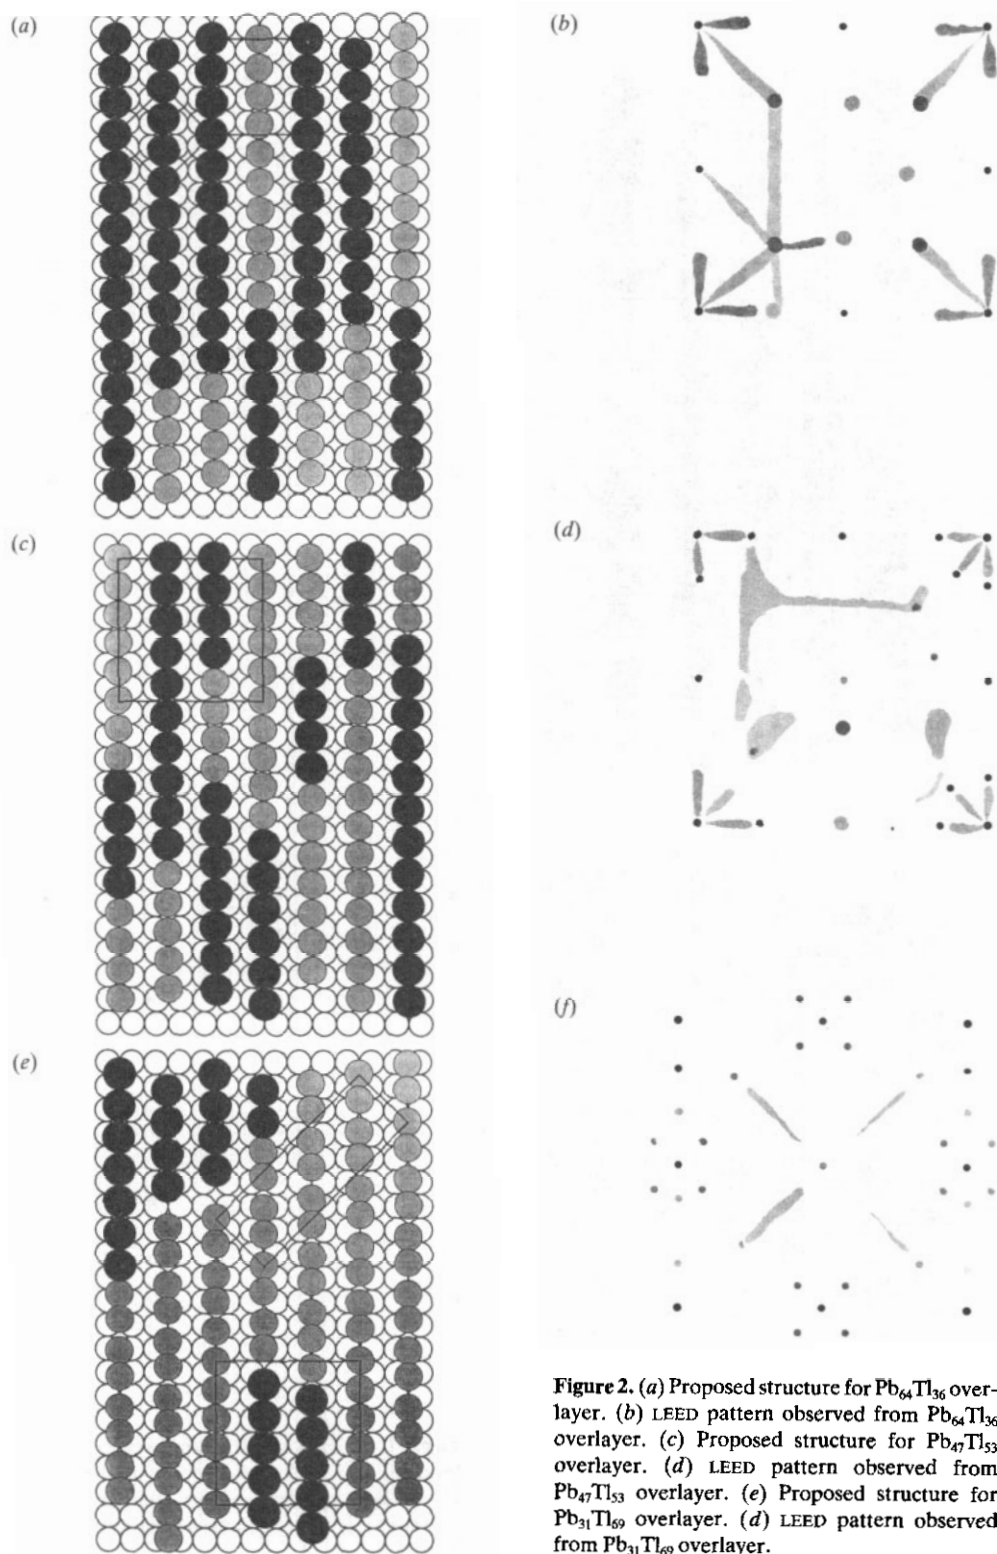 (a)
(b)
(c)
(d)
(e)
(f)
Figure 2. (a) Proposed structure for Pb₆₄Tl₃₆ over-
layer. (b) LEED pattern observed from Pb₆₄Tl₃₆
overlayer. (c) Proposed structure for Pb₄₇Tl₅₃
overlayer. (d) LEED pattern observed from
Pb₄₇Tl₅₃ overlayer. (e) Proposed structure for
Pb₃₁Tl₆₉ overlayer. (d) LEED pattern observed
from Pb₃₁Tl₆₉ overlayer.